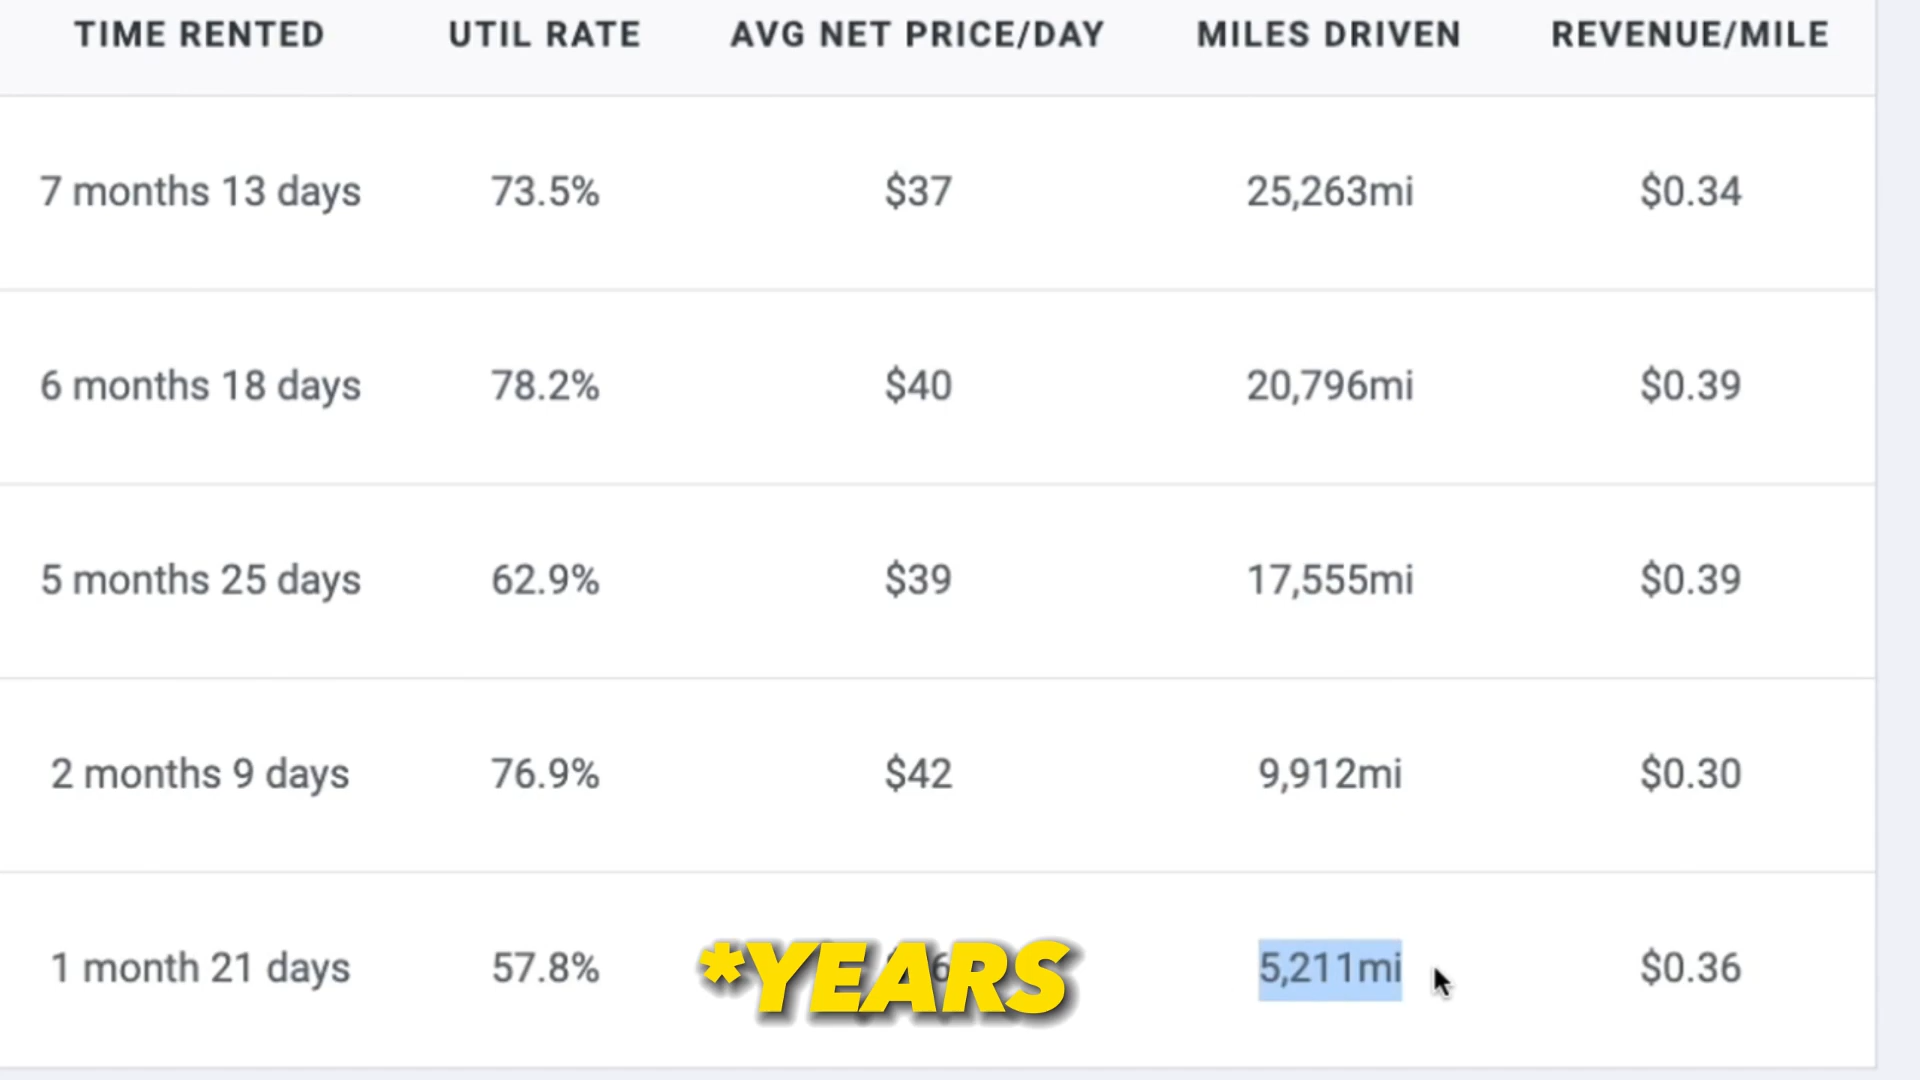 TIME RENTED UTIL RATE AVG NET PRICE/DAY MILES DRIVEN REVENUE/MILE
7 months 13 days 73.5% $37 25,263mi $0.34
6 months 18 days 78.2% $40 20,796mi $0.39
5 months 25 days 62.9% $39 17,555mi $0.39
2 months 9 days 76.9% $42 9,912mi $0.30
1 month 21 days 57.8% *YEARS 5,211mi $0.36